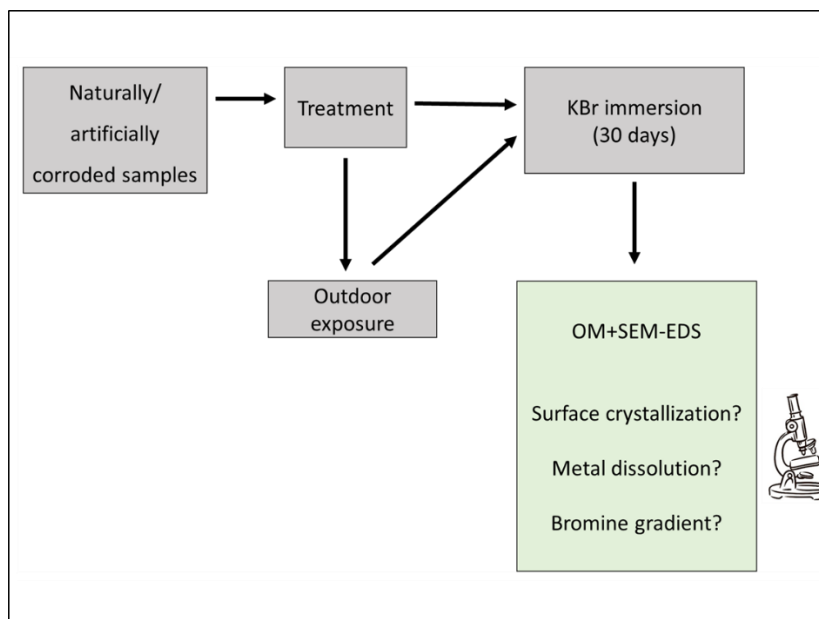 Naturally/
artificially
corroded samples
Treatment
KBr immersion
(30 days)
Outdoor
exposure
OM+SEM-EDS
Surface crystallization?
Metal dissolution?
Bromine gradient?